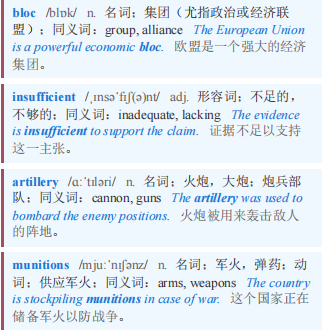 bloc /blɒk/ n. 名词；集团（尤指政治或经济联
盟）；同义词：group, alliance The European Union
is a powerful economic bloc. 欧盟是一个强大的经济
集团。
insufficient /ˌɪnsəˈfɪʃ(ə)nt/ adj. 形容词；不足的，
不够的；同义词：inadequate, lacking The evidence
is insufficient to support the claim. 证据不足以支持
这一主张。
artillery /ɑːˈtɪləri/ n. 名词；火炮，大炮；炮兵部
队；同义词：cannon, guns The artillery was used to
bombard the enemy positions. 火炮被用来轰击敌人
的阵地。
munitions /mjuːˈnɪʃənz/ n. 名词；军火，弹药；动
词；供应军火；同义词：arms, weapons The country
is stockpiling munitions in case of war. 这个国家正在
储备军火以防战争。